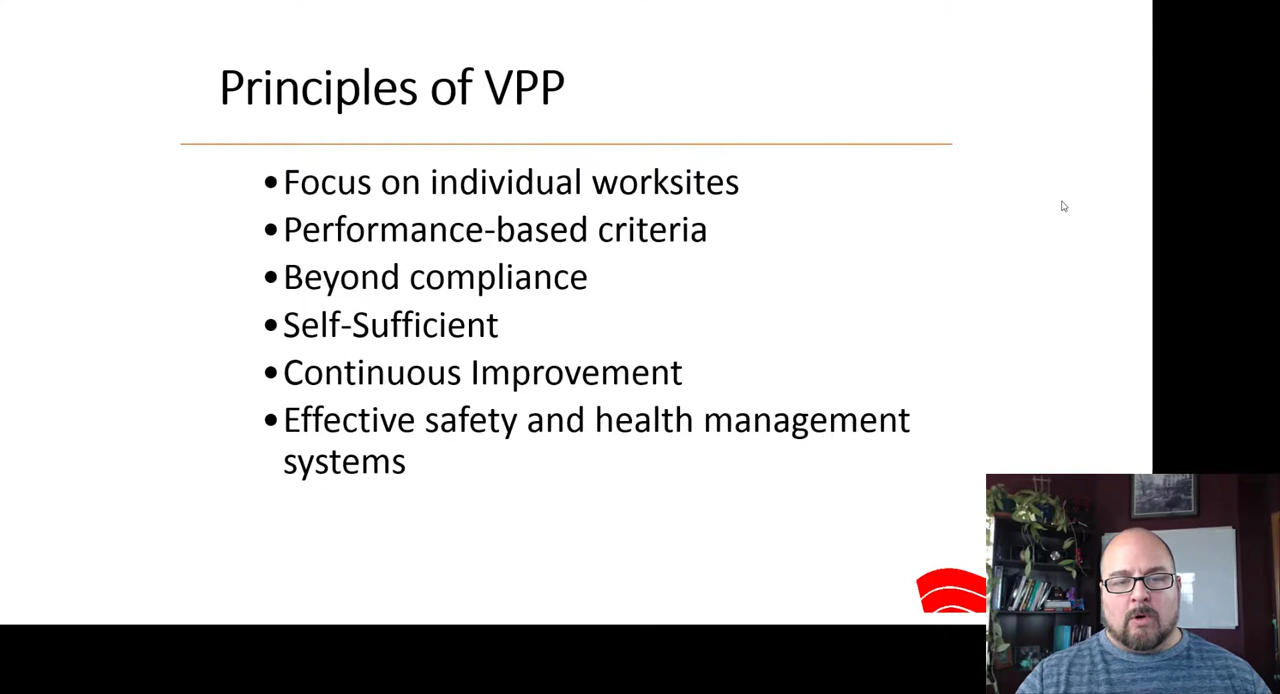 Principles of VPP
•Focus on individual worksites
•Performance-based criteria
•Beyond compliance
•Self-Sufficient
•Continuous Improvement
•Effective safety and health management
systems